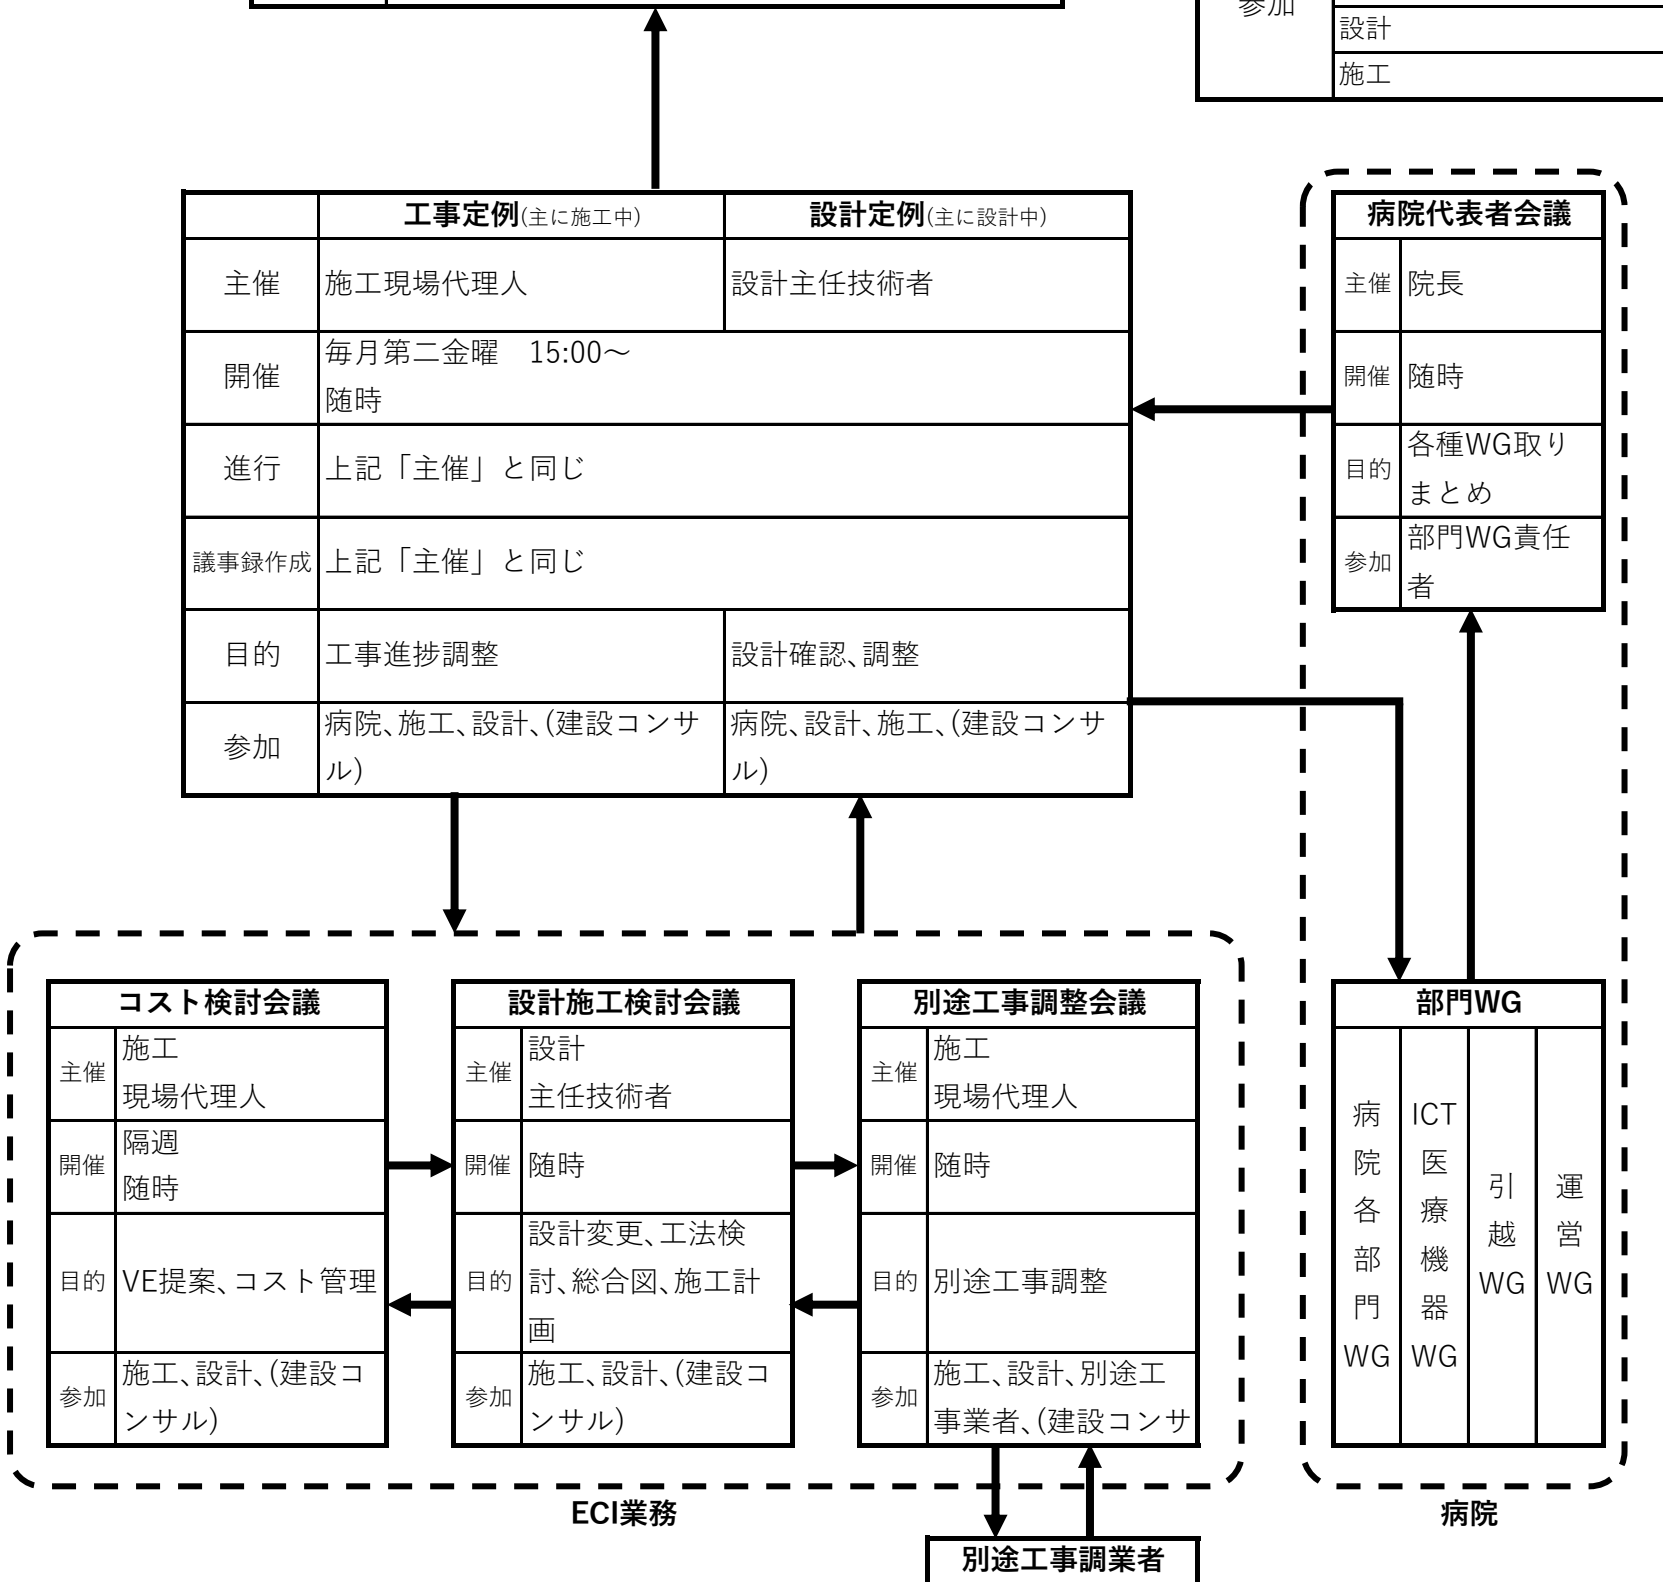 参加
設計
施工
工事定例(主に施工中)
設計定例(主に設計中)
主催
施工現場代理人
設計主任技術者
開催
毎月第二金曜　15:00～
随時
進行
上記「主催」と同じ
議事録作成
上記「主催」と同じ
目的
工事進捗調整
設計確認、調整
参加
病院、施工、設計、(建設コンサ
ル)
病院、設計、施工、(建設コンサ
ル)
病院代表者会議
主催
院長
開催
随時
目的
各種WG取り
まとめ
参加
部門WG責任
者
コスト検討会議
主催
施工
現場代理人
開催
隔週
随時
目的
VE提案、コスト管理
参加
施工、設計、(建設コ
ンサル)
設計施工検討会議
主催
設計
主任技術者
開催
随時
目的
設計変更、工法検
討、総合図、施工計
画
参加
施工、設計、(建設コ
ンサル)
別途工事調整会議
主催
施工
現場代理人
開催
随時
目的
別途工事調整
参加
施工、設計、別途工
事業者、(建設コンサ
部門WG
病院各部門WG
ICT医療機器WG
引越WG
運営WG
ECI業務
病院
別途工事調業者